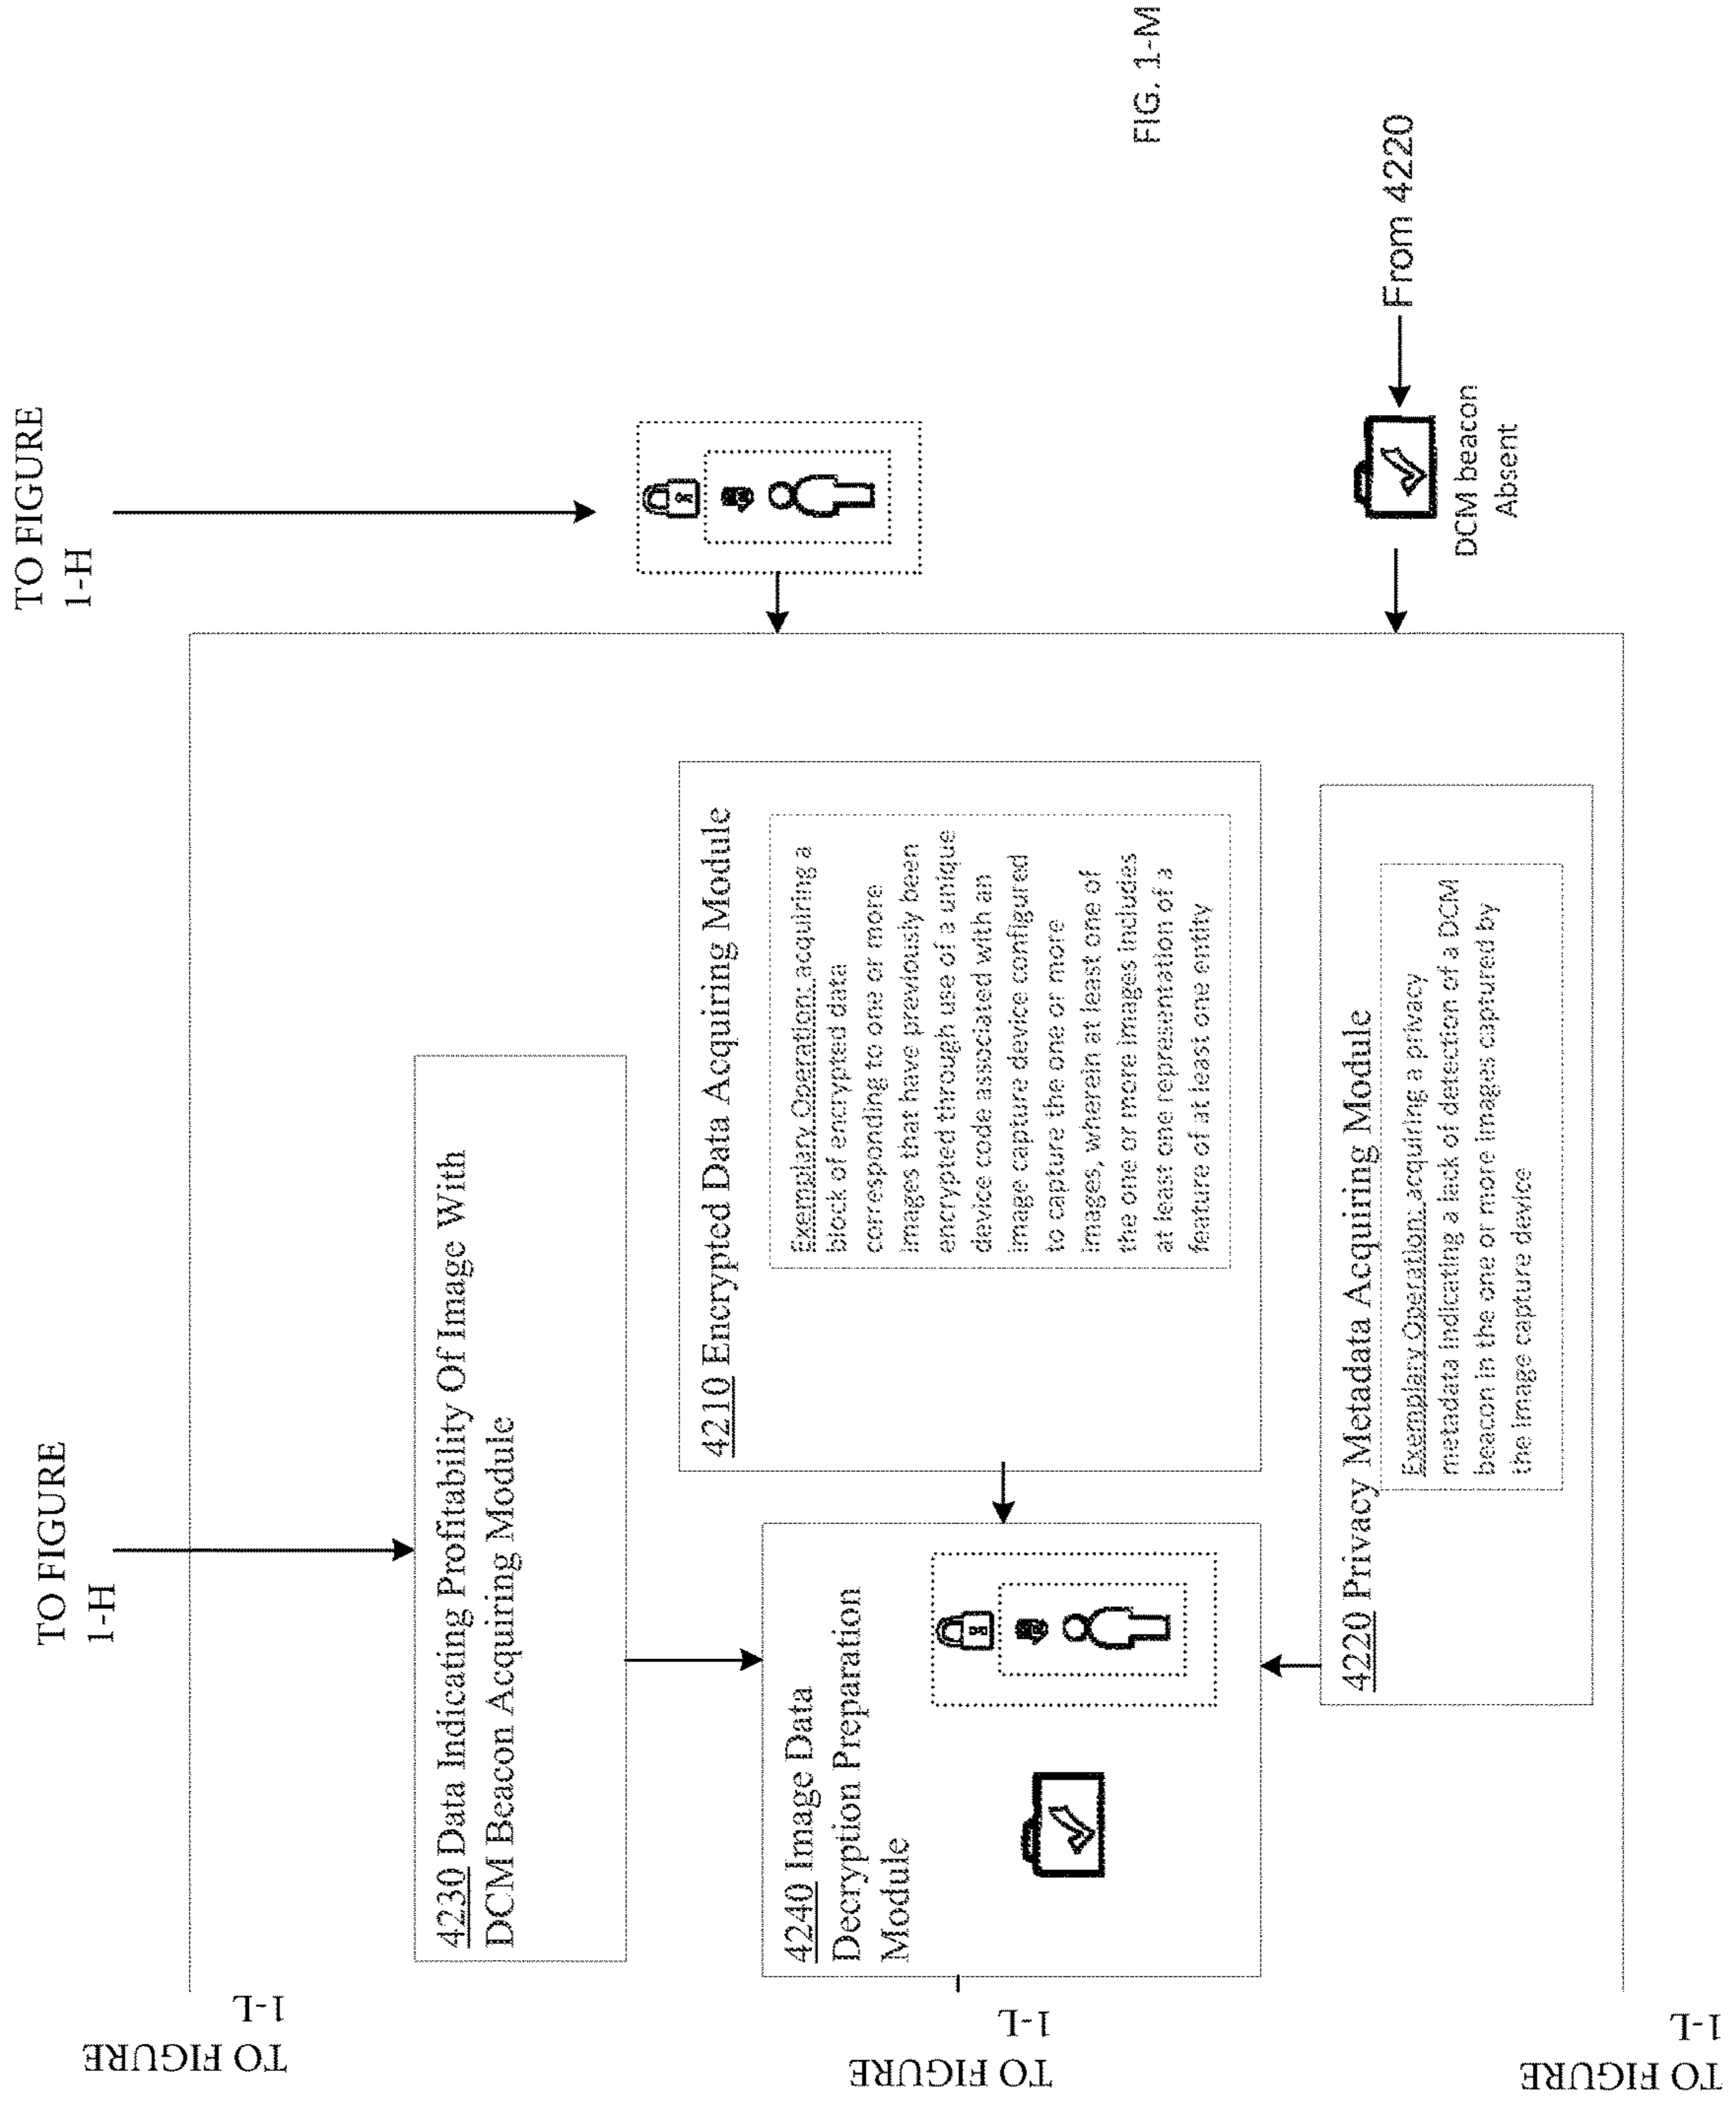 TO FIGURE
1-H
TO FIGURE
1-H
4230 Data Indicating Profitability Of Image With
DCM Beacon Acquiring Module
4210 Encrypted Data Acquiring Module
Exemplary Operation: acquiring a
block of encrypted data
corresponding to one or more
images that have previously been
encrypted through use of a unique
device code associated with an
image capture device configured
to capture the one or more
images, wherein at least one of
the one or more images includes
at least one representation of a
feature of at least one entity
4240 Image Data
Decryption Preparation
Module
4220 Privacy Metadata Acquiring Module
Exemplary Operation: acquiring a privacy
metadata indicating a lack of detection of a DCM
beacon in the one or more images captured by
the image capture device
From 4220
DCM beacon
Absent
TO FIGURE
1-L
TO FIGURE
1-L
TO FIGURE
1-L
FIG. 1-M